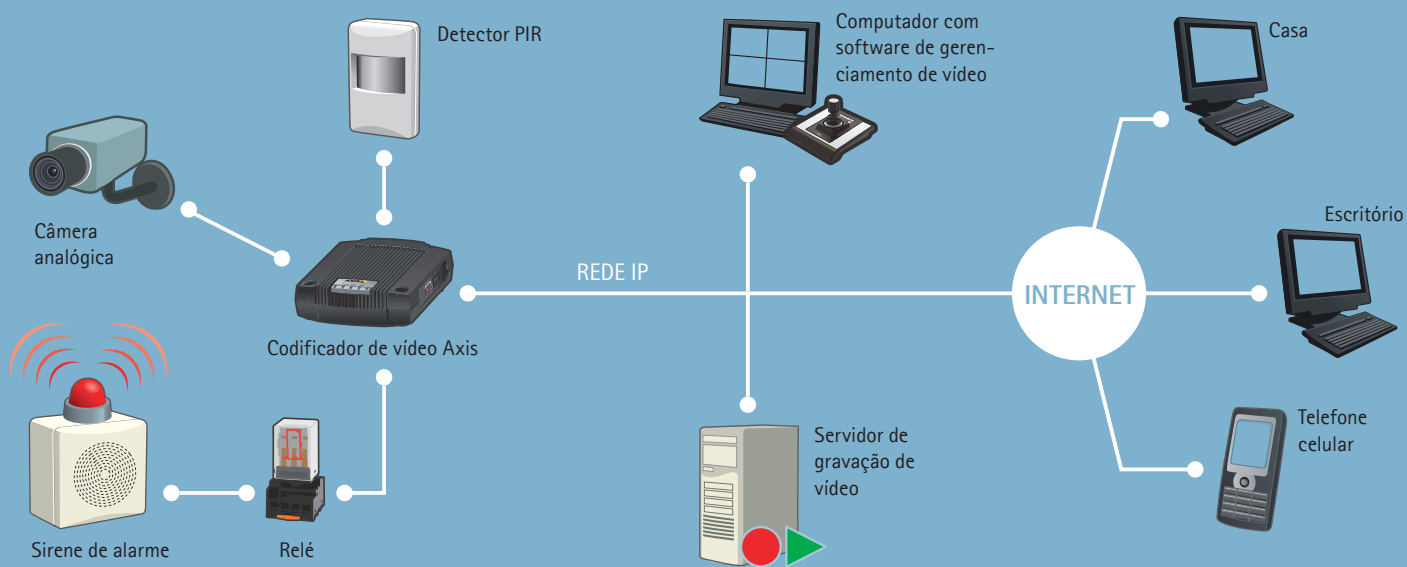 Detector PIR
Computador com
software de geren-
ciamento de vídeo
Casa
Câmera
analógica
Escritório
REDE IP
INTERNET
Codificador de vídeo Axis
Servidor de
gravação de
vídeo
Telefone
celular
Sirene de alarme
Relé